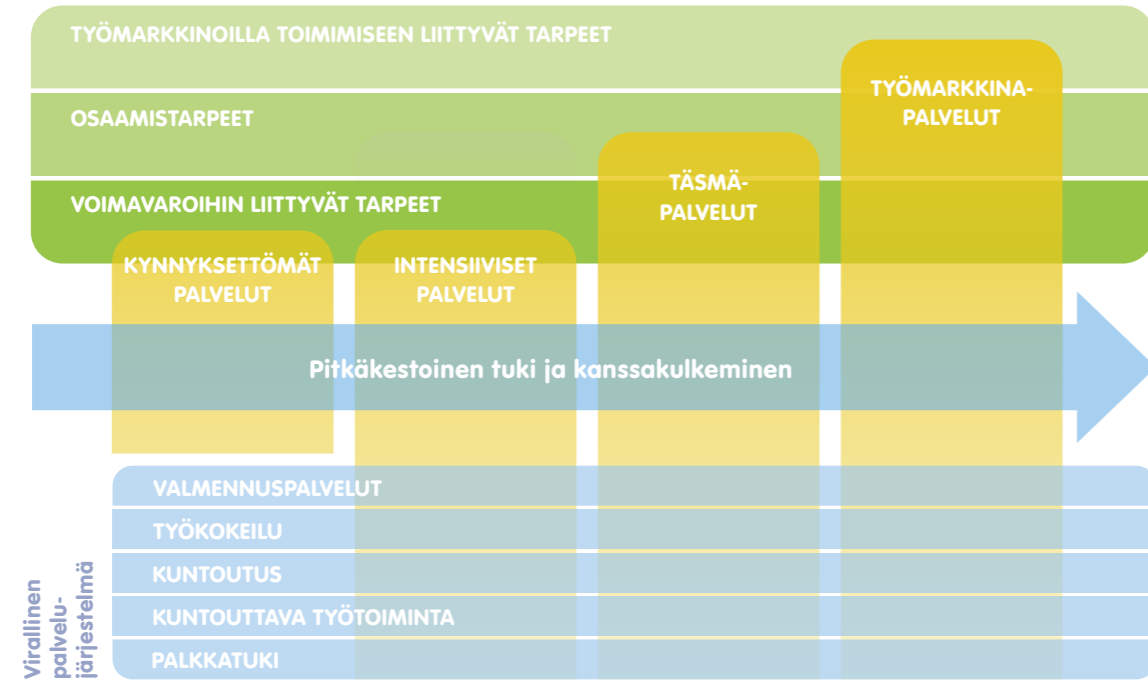 TYÖMARKKINOILLA TOIMIMISEEN LIITTYVÄT TARPEET
OSAAMISTARPEET
VOIMAVAROIHIN LIITTYVÄT TARPEET
KYNNYKSETTÖMÄT
PALVELUT
INTENSIIVISET
PALVELUT
TÄSMÄ-
PALVELUT
TYÖMARKKINA-
PALVELUT
Pitkäkestoinen tuki ja kanssakulkeminen
Virallinen
palvelu-
järjestelmä
VALMENNUSPALVELUT
TYÖKOKEILU
KUNTOUTUS
KUNTOUTTAVA TYÖTOIMINTA
PALKKATUKI